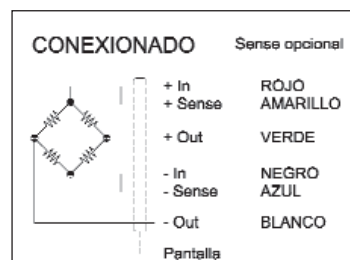 CONEXIONADO Sense opcional
+ In ROJO
+ Sense AMARILLO
+ Out VERDE
- In NEGRO
- Sense AZUL
- Out BLANCO
Pantalla